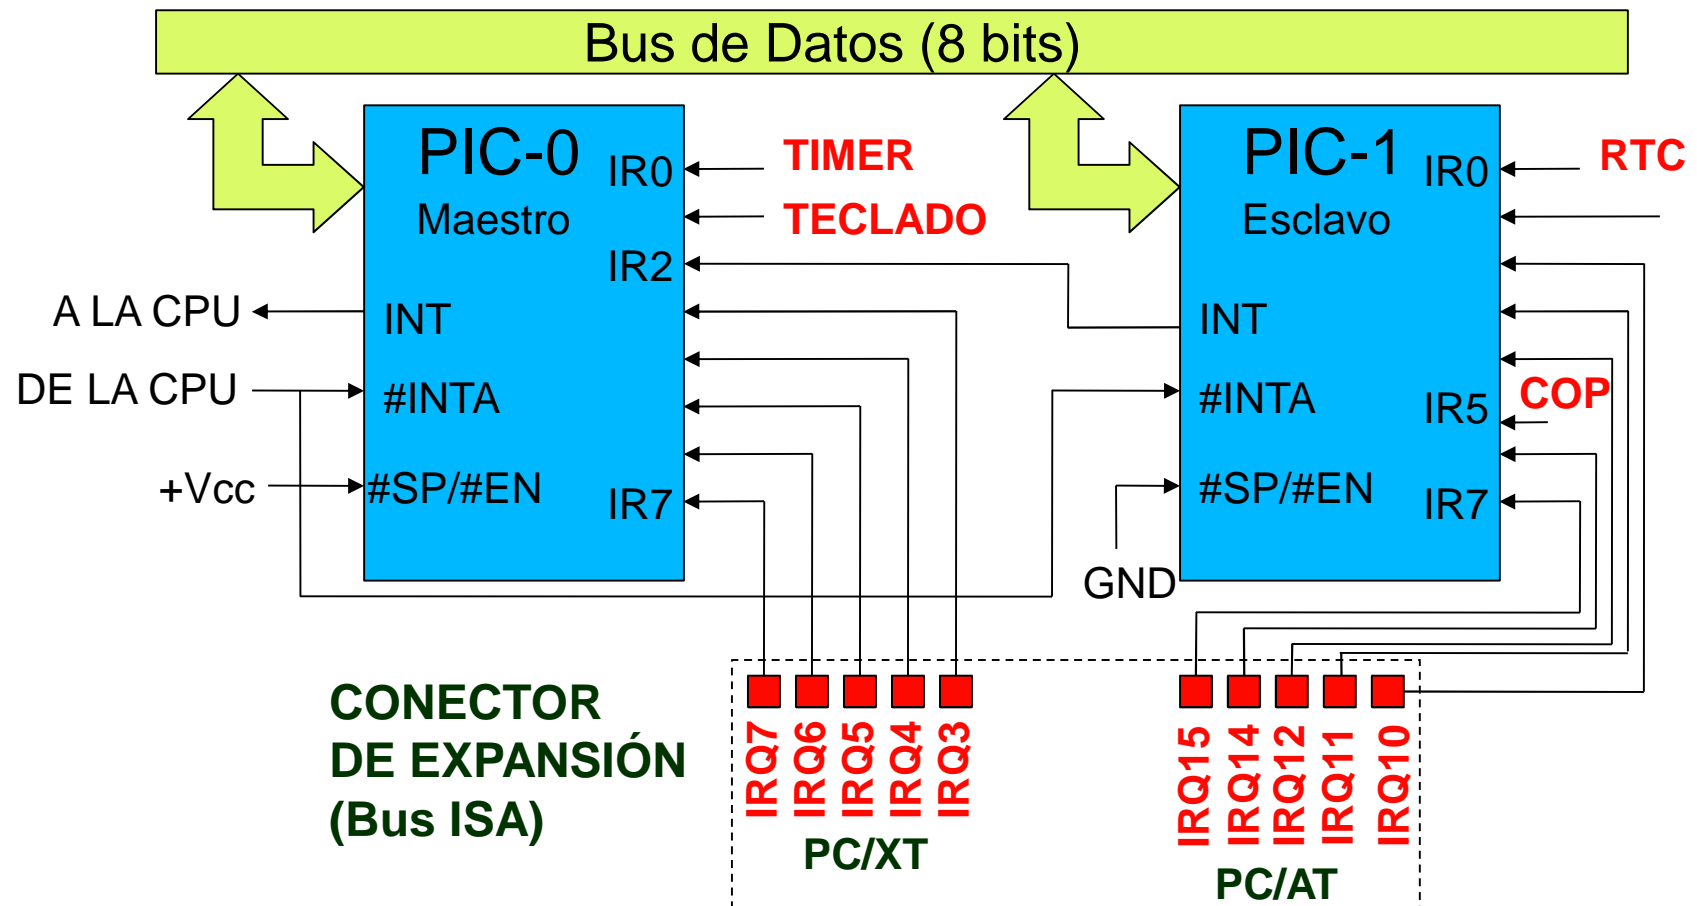 Bus de Datos (8 bits)
PIC-0
Maestro
IR0
IR2
INT
#INTA
#SP/#EN
IR7
TIMER
TECLADO
A LA CPU
DE LA CPU
+Vcc
PIC-1
Esclavo
IR0
INT
#INTA
IR5
#SP/#EN
IR7
RTC
COP
GND
CONECTOR
DE EXPANSIÓN
(Bus ISA)
IRQ7
IRQ6
IRQ5
IRQ4
IRQ3
PC/XT
IRQ15
IRQ14
IRQ12
IRQ11
IRQ10
PC/AT